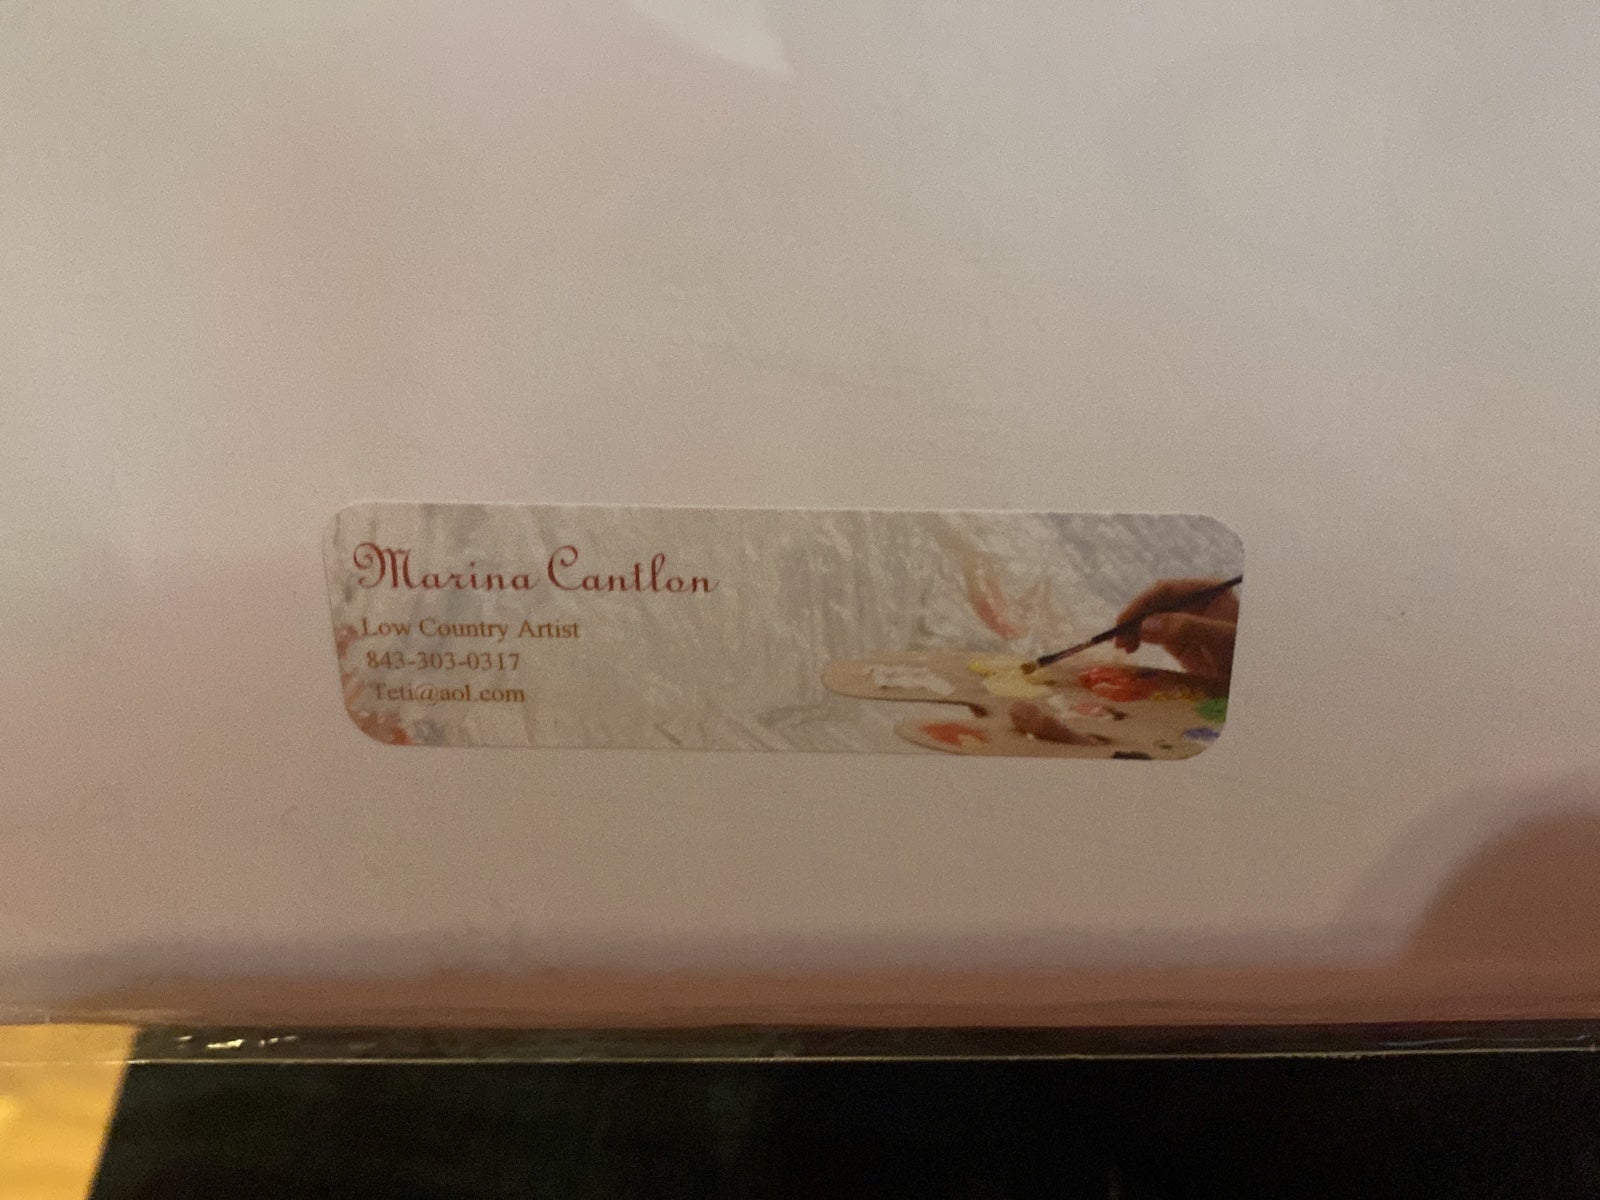 Marina Cantlon
Low Country Artist
843-303-0317
Teti@aol.com